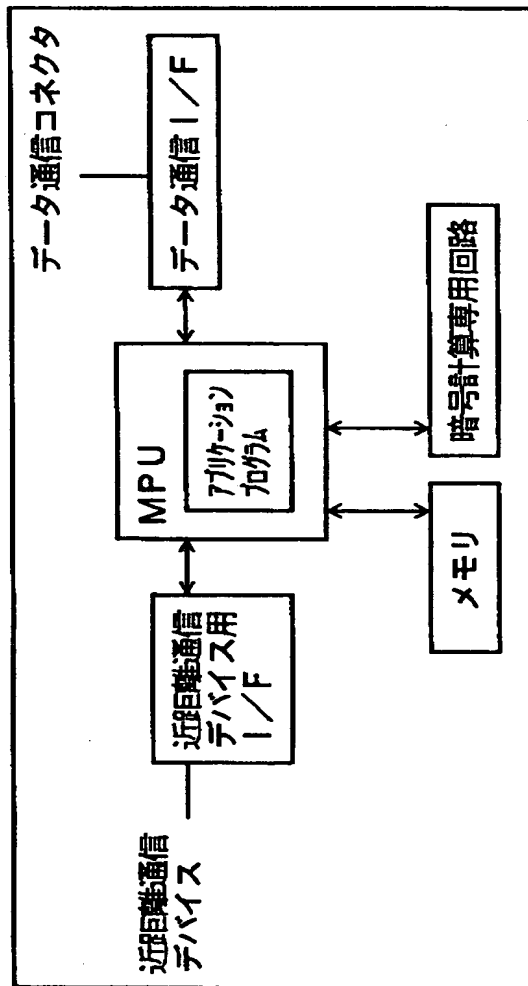 近距離通信
デバイス
近距離通信
デバイス用
I/F
MPU
アプリケーション
プログラム
データ通信I/F
データ通信コネクタ
メモリ
暗号計算専用回路